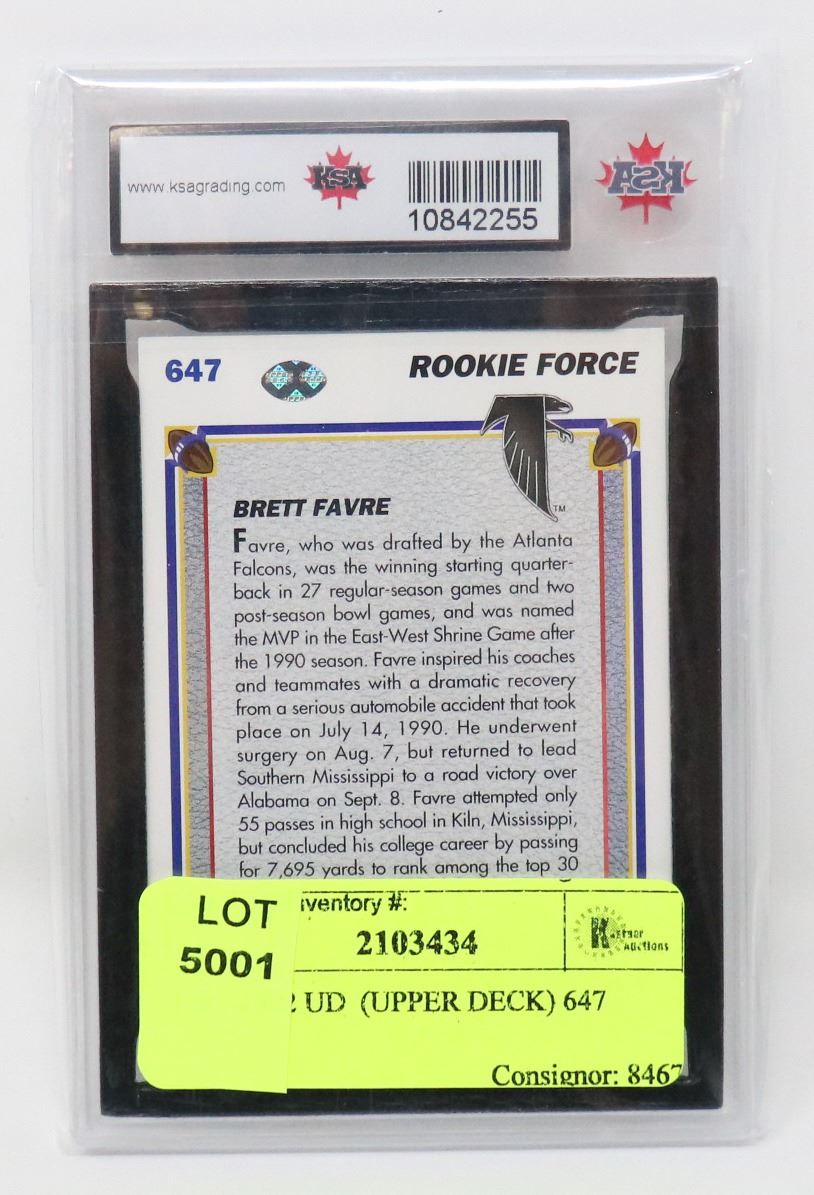 www.ksagrading.com
KSA
10842255
KSA
647
ROOKIE FORCE
TM
BRETT FAVRE
Favre, who was drafted by the Atlanta
Falcons, was the winning starting quarter-
back in 27 regular-season games and two
post-season bowl games, and was named
the MVP in the East-West Shrine Game after
the 1990 season. Favre inspired his coaches
and teammates with a dramatic recovery
from a serious automobile accident that took
place on July 14, 1990. He underwent
surgery on Aug. 7, but returned to lead
Southern Mississippi to a road victory over
Alabama on Sept. 8. Favre attempted only
55 passes in high school in Kiln, Mississippi,
but concluded his college career by passing
for 7,695 yards to rank among the top 30
LOT
5001
ventory #:
2103434
Auctions
2 UD (UPPER DECK) 647
Consignor: 8467